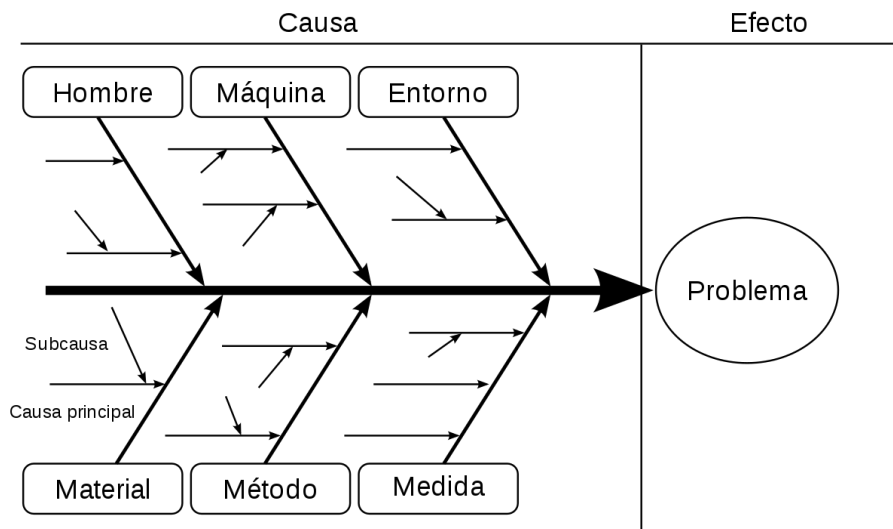 Causa
Efecto
Hombre
Máquina
Entorno
Problema
Subcausa
Causa principal
Material
Método
Medida